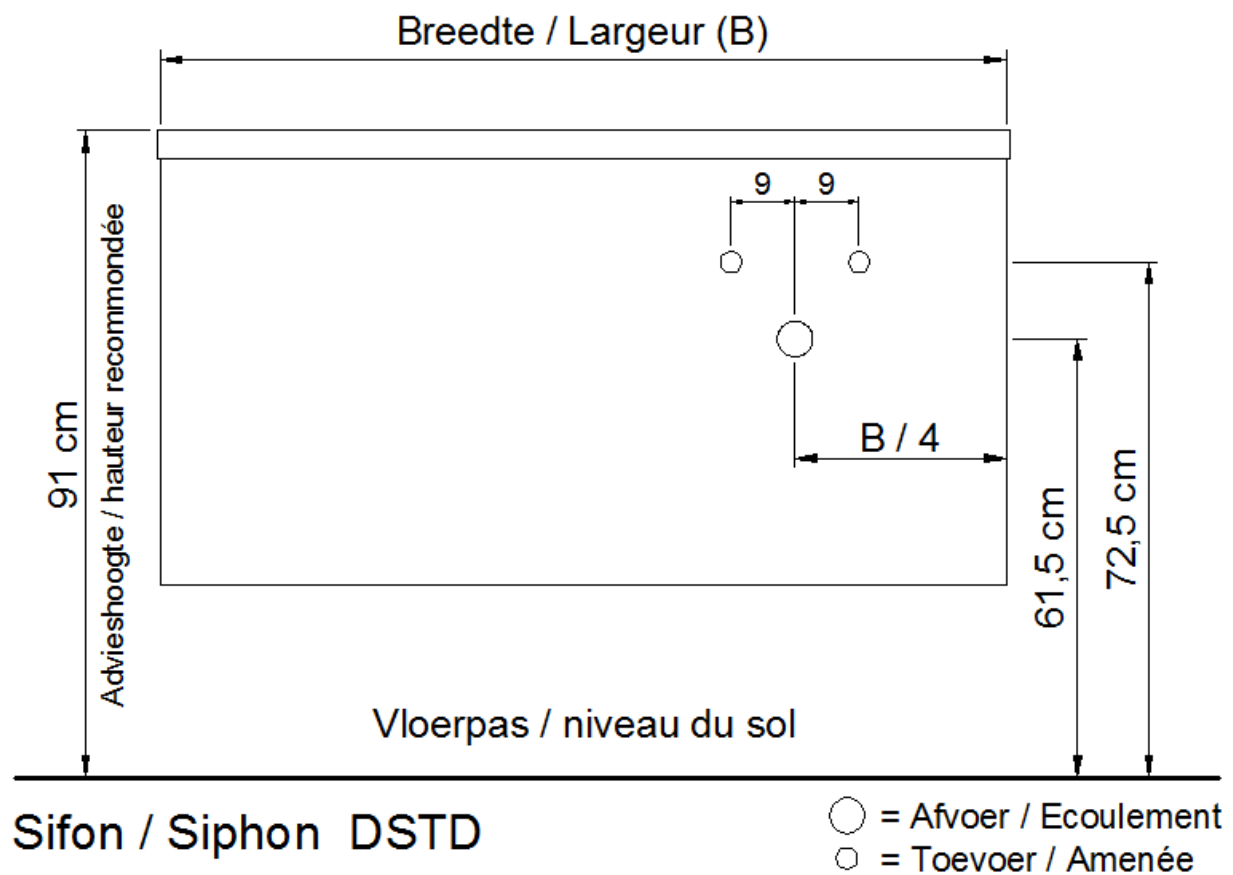 Breedte / Largeur (B)
9
9
91 cm
Advieshoogte / hauteur recommondée
B / 4
61,5 cm
72,5 cm
Vloerpas / niveau du sol
Sifon / Siphon DSTD
= Afvoer / Ecoulement
= Toevoer / Amenée